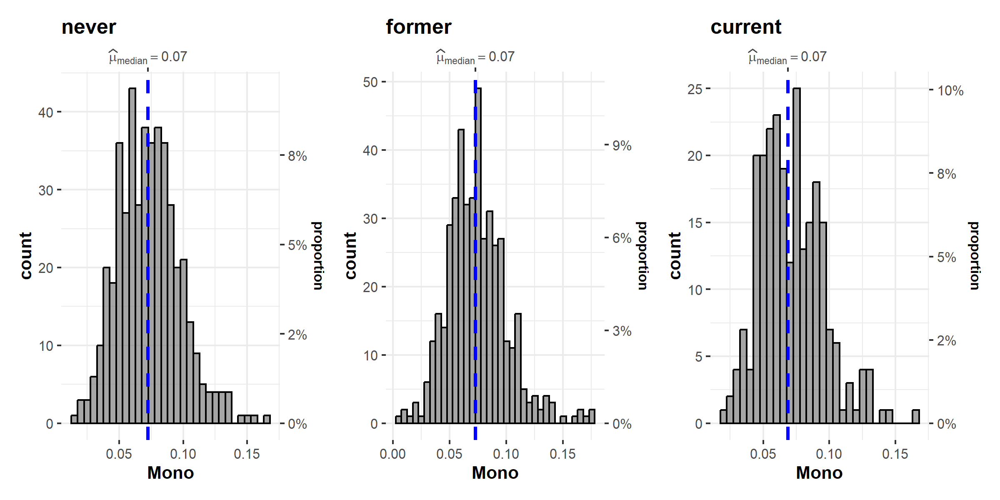 never
μ̂median = 0.07
40
30
20
10
0
count
8%
5%
2%
0%
proportion
0.05 0.10 0.15
Mono
former
μ̂median = 0.07
50
40
30
20
10
0
count
9%
6%
3%
0%
proportion
0.00 0.05 0.10 0.15
Mono
current
μ̂median = 0.07
25
20
15
10
5
0
count
10%
8%
5%
2%
0%
proportion
0.05 0.10 0.15
Mono